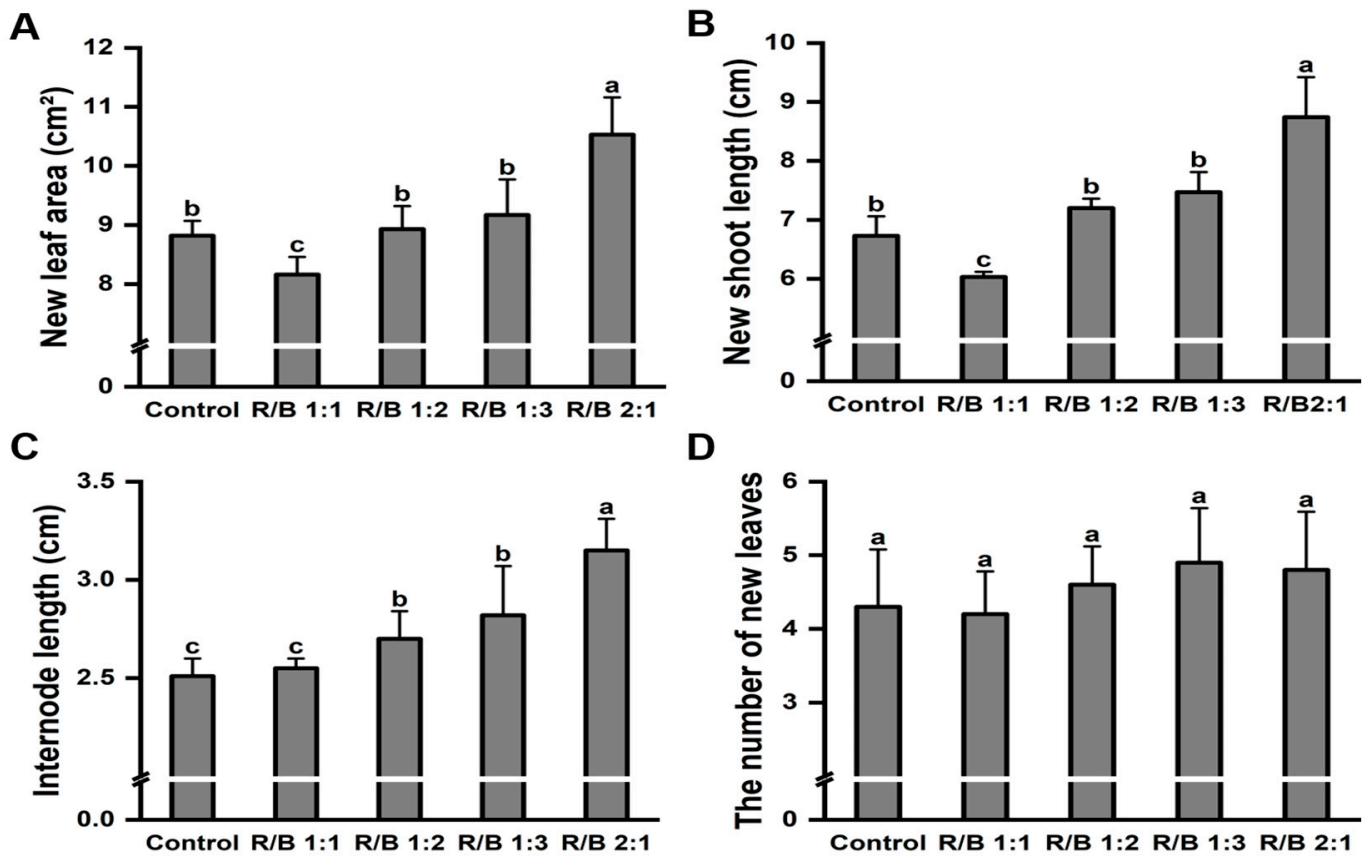 A
New leaf area (cm²)
12
11
10
9
8
0
b
c
b
b
a
Control R/B 1:1 R/B 1:2 R/B 1:3 R/B 2:1
B
New shoot length (cm)
10
9
8
7
6
0
b
c
b
b
a
Control R/B 1:1 R/B 1:2 R/B 1:3 R/B2:1
C
Internode length (cm)
3.5
3.0
2.5
0.0
c
c
b
b
a
Control R/B 1:1 R/B 1:2 R/B 1:3 R/B 2:1
D
The number of new leaves
6
5
4
3
0
a
a
a
a
a
Control R/B 1:1 R/B 1:2 R/B 1:3 R/B 2:1